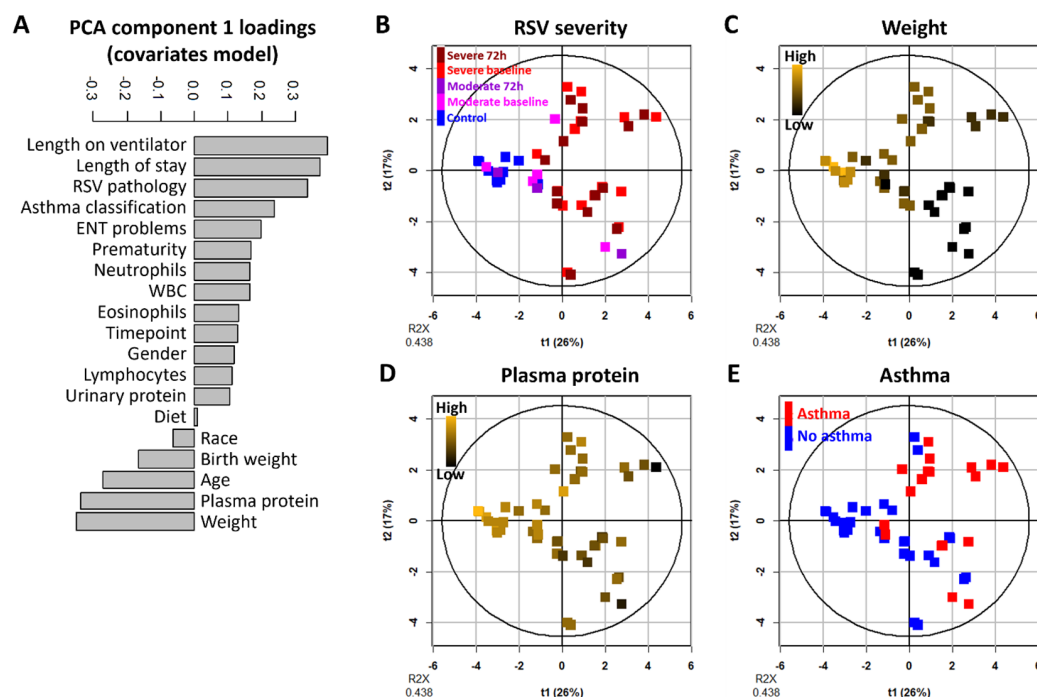 A
PCA component 1 loadings
(covariates model)
-0.3
-0.2
-0.1
0.0
0.1
0.2
0.3
Length on ventilator
Length of stay
RSV pathology
Asthma classification
ENT problems
Prematurity
Neutrophils
WBC
Eosinophils
Timepoint
Gender
Lymphocytes
Urinary protein
Diet
Race
Birth weight
Age
Plasma protein
Weight
B
RSV severity
Severe 72h
Severe baseline
Moderate 72h
Moderate baseline
Control
4
2
0
-2
-4
t2 (17%)
-6 -4 -2 0 2 4 6
R2X
0.438
t1 (26%)
C
Weight
High
Low
4
2
0
-2
-4
t2 (17%)
-6 -4 -2 0 2 4 6
R2X
0.438
t1 (26%)
D
Plasma protein
High
Low
4
2
0
-2
-4
t2 (17%)
-6 -4 -2 0 2 4 6
R2X
0.438
t1 (26%)
E
Asthma
Asthma
No asthma
4
2
0
-2
-4
t2 (17%)
-6 -4 -2 0 2 4 6
R2X
0.438
t1 (26%)